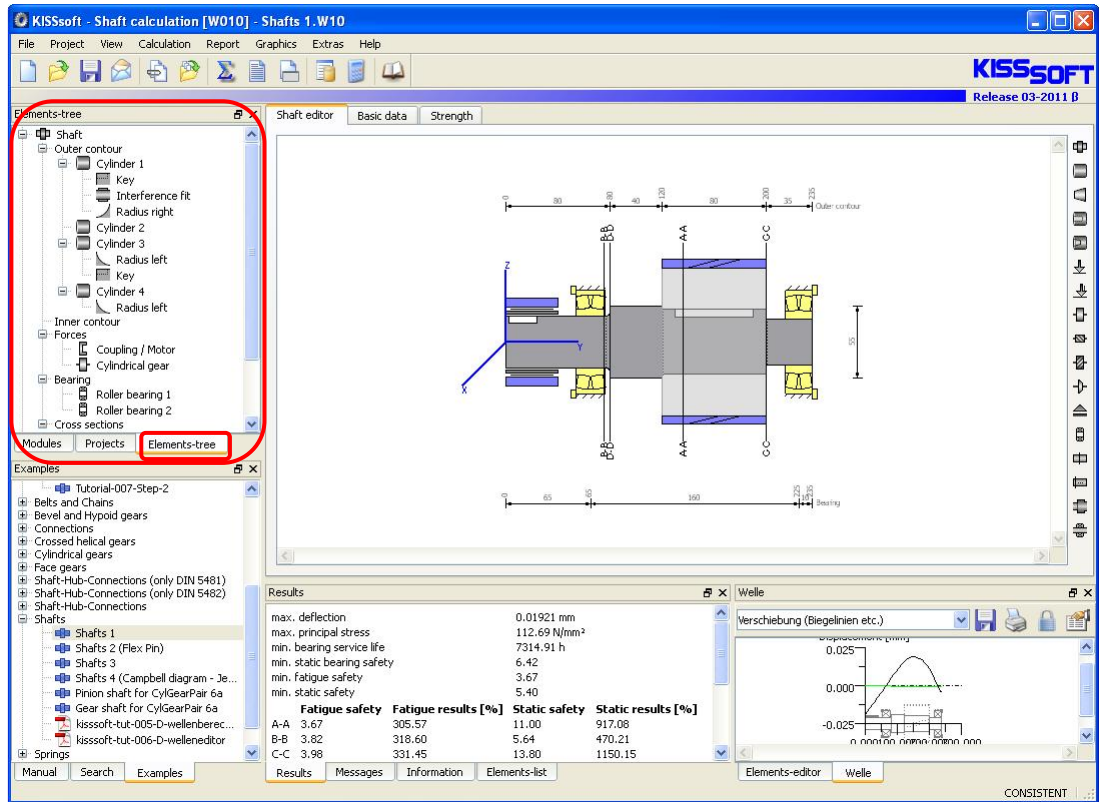 KISSsoft - Shaft calculation [W010] - Shafts 1.W10
File Project View Calculation Report Graphics Extras Help
KISSsoft
Release 03-2011 β
Elements-tree
Shaft
Outer contour
Cylinder 1
Key
Interference fit
Radius right
Cylinder 2
Cylinder 3
Radius left
Key
Cylinder 4
Radius left
Inner contour
Forces
Coupling / Motor
Cylindrical gear
Bearing
Roller bearing 1
Roller bearing 2
Cross sections
Modules Projects Elements-tree
Shaft editor Basic data Strength
0 80 80 40 120 80 200 35 235 Outer contour
B-B D-D A-A C-C
Z
Y
X
55
B-B D-D A-A C-C
0 65 65 160 225 235 Bearing
Examples
Tutorial-007-Step-2
Belts and Chains
Bevel and Hypoid gears
Connections
Crossed helical gears
Cylindrical gears
Face gears
Shaft-Hub-Connections (only DIN 5481)
Shaft-Hub-Connections (only DIN 5482)
Shaft-Hub-Connections
Shafts
Shafts 1
Shafts 2 (Flex Pin)
Shafts 3
Shafts 4 (Campbell diagram - Je...
Pinion shaft for CylGearPair 6a
Gear shaft for CylGearPair 6a
kisssoft-tut-005-D-wellenberec...
kisssoft-tut-006-D-welleneditor
Springs
Manual Search Examples
Results
max. deflection 0.01921 mm
max. principal stress 112.69 N/mm²
min. bearing service life 7314.91 h
min. static bearing safety 6.42
min. fatigue safety 3.67
min. static safety 5.40
Fatigue safety Fatigue results [%] Static safety Static results [%]
A-A 3.67 305.57 11.00 917.08
B-B 3.82 318.60 5.64 470.21
C-C 3.98 331.45 13.80 1150.15
Results Messages Information Elements-list
Welle
Verschiebung (Biegelinien etc.)
Displacement [mm]
0.025
0.000
-0.025
Elements-editor Welle
CONSISTENT